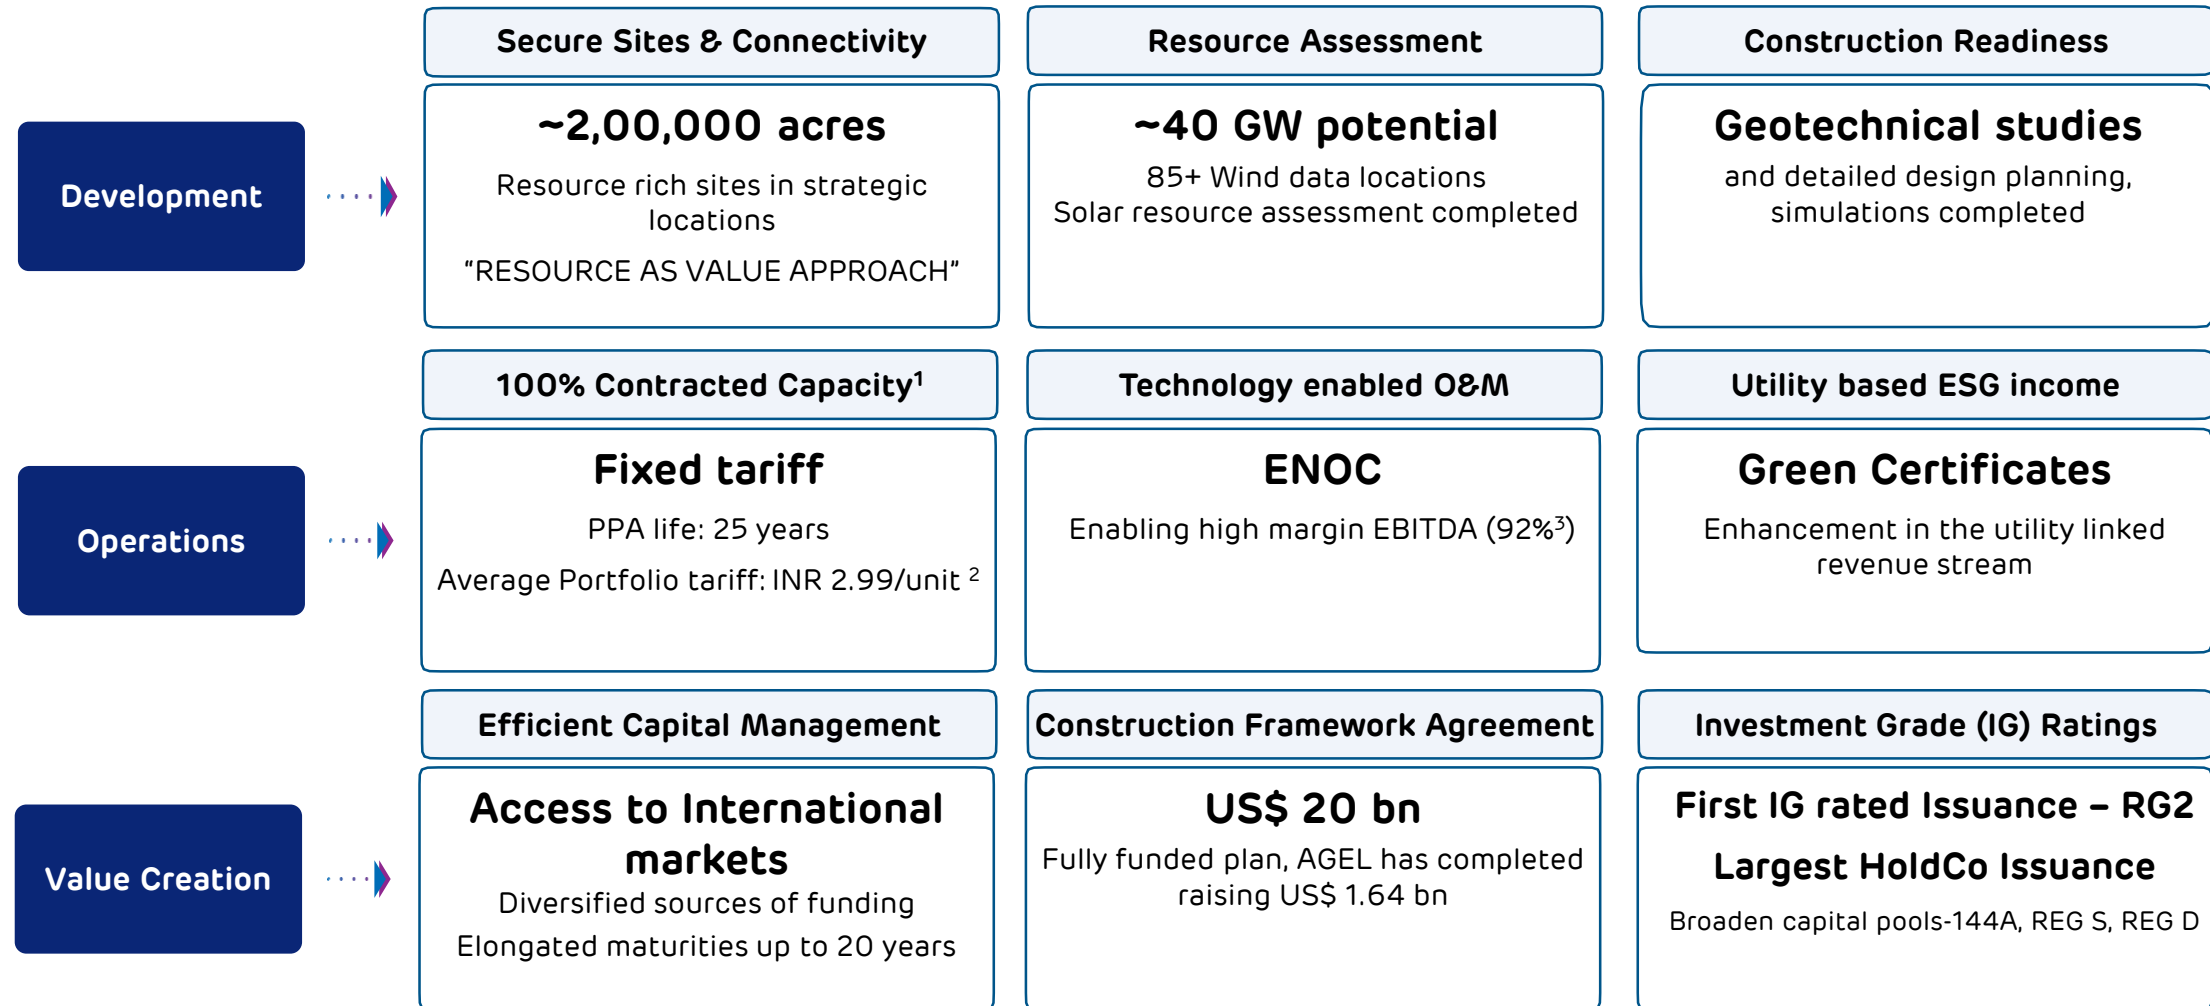 Secure Sites & Connectivity
Resource Assessment
Construction Readiness
Development
~2,00,000 acres
Resource rich sites in strategic
locations
"RESOURCE AS VALUE APPROACH"
~40 GW potential
85+ Wind data locations
Solar resource assessment completed
Geotechnical studies
and detailed design planning,
simulations completed
100% Contracted Capacity¹
Technology enabled O&M
Utility based ESG income
Operations
Fixed tariff
PPA life: 25 years
Average Portfolio tariff: INR 2.99/unit ²
ENOC
Enabling high margin EBITDA (92%³)
Green Certificates
Enhancement in the utility linked
revenue stream
Efficient Capital Management
Construction Framework Agreement
Investment Grade (IG) Ratings
Value Creation
Access to International
markets
Diversified sources of funding
Elongated maturities up to 20 years
US$ 20 bn
Fully funded plan, AGEL has completed
raising US$ 1.64 bn
First IG rated Issuance – RG2
Largest HoldCo Issuance
Broaden capital pools-144A, REG S, REG D